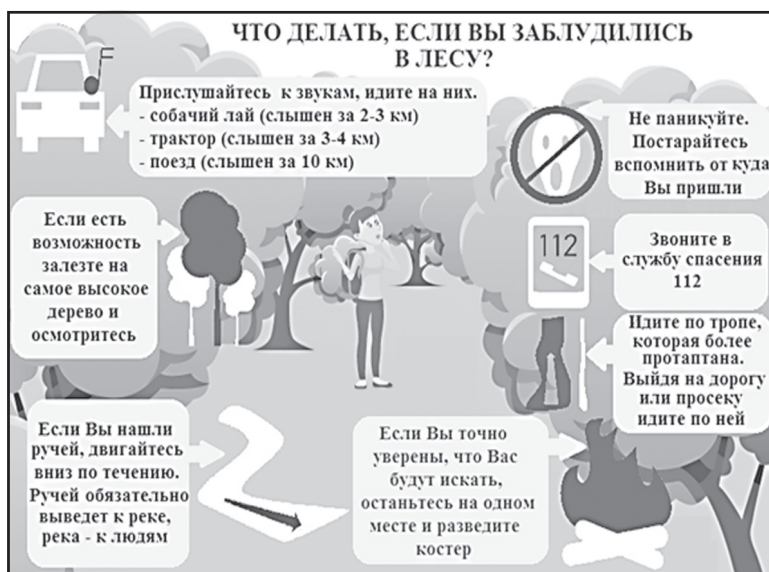 ЧТО ДЕЛАТЬ, ЕСЛИ ВЫ ЗАБЛУДИЛИСЬ
В ЛЕСУ?
Прислушайтесь к звукам, идите на них.
- собачий лай (слышен за 2-3 км)
- трактор (слышен за 3-4 км)
- поезд (слышен за 10 км)
Не паникуйте.
Постарайтесь
вспомнить от куда
Вы пришли
Если есть
возможность
залезте на
самое высокое
дерево и
осмотритесь
112
Звоните в
службу спасения
112
Идите по тропе,
которая более
протаптана.
Выйдя на дорогу
или просеку
идите по ней
Если Вы нашли
ручей, двигайтесь
вниз по течению.
Ручей обязательно
выведет к реке,
река - к людям
Если Вы точно
уверены, что Вас
будут искать,
останьтесь на одном
месте и разведите
костер